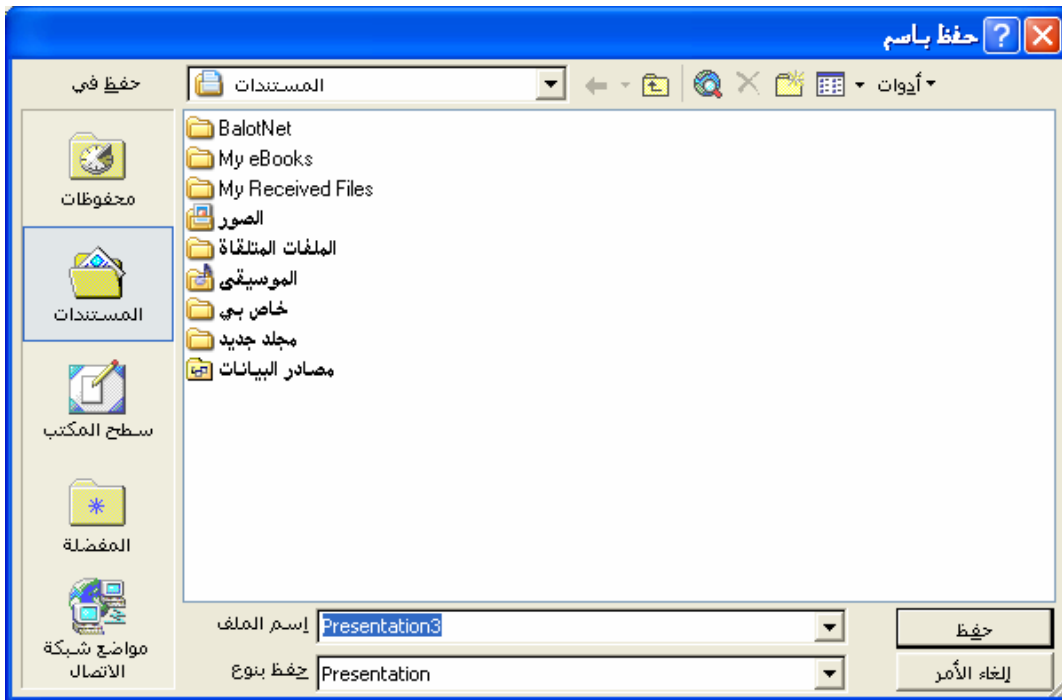 حفظ باسم
حفظ في
المستندات
أدوات
BalotNet
My eBooks
My Received Files
الصور
الملفات المتلقاة
الموسيقى
خاص بي
مجلد جديد
مصادر البيانات
محفوظات
المستندات
سطح المكتب
المفضلة
مواضع شبكة
الاتصال
إسم الملف
Presentation3
حفظ
حفظ بنوع
Presentation
إلغاء الأمر